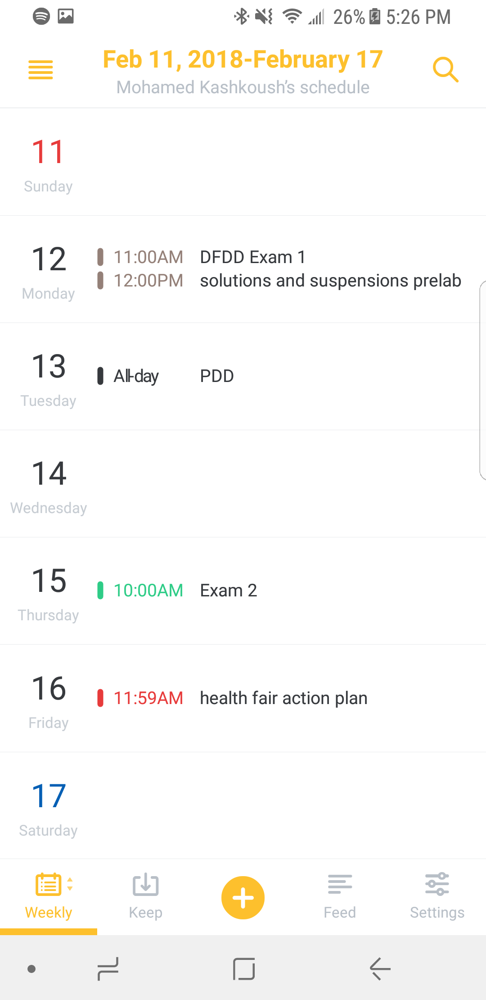 26% 5:26 PM
Feb 11, 2018-February 17
Mohamed Kashkoush's schedule
11
Sunday
12
Monday
11:00AM DFDD Exam 1
12:00PM solutions and suspensions prelab
13
Tuesday
All-day PDD
14
Wednesday
15
Thursday
10:00AM Exam 2
16
Friday
11:59AM health fair action plan
17
Saturday
Weekly Keep Feed Settings